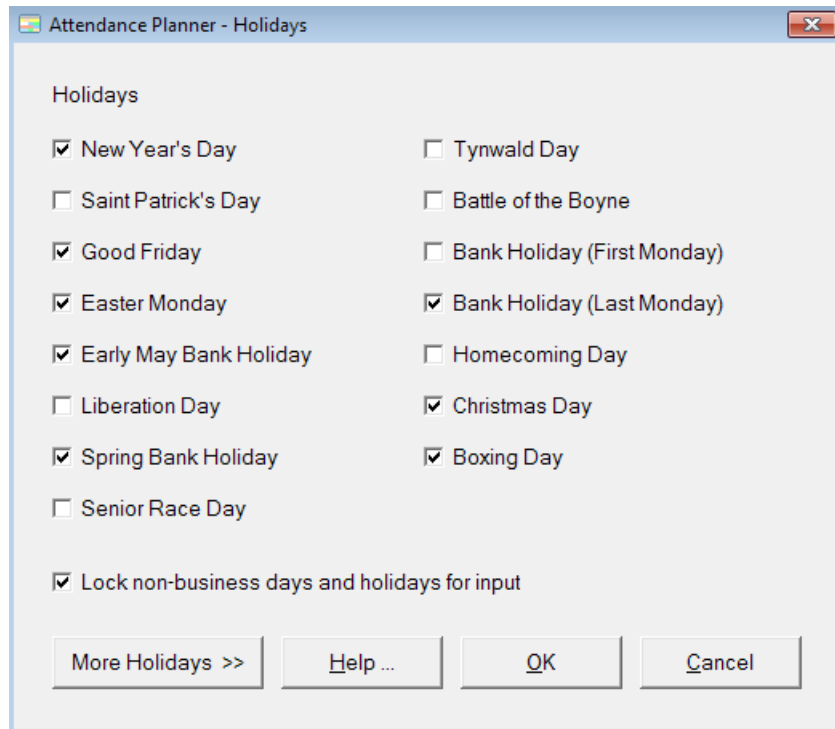 Attendance Planner - Holidays
Holidays
New Year's Day
Saint Patrick's Day
Good Friday
Easter Monday
Early May Bank Holiday
Liberation Day
Spring Bank Holiday
Senior Race Day
Tynwald Day
Battle of the Boyne
Bank Holiday (First Monday)
Bank Holiday (Last Monday)
Homecoming Day
Christmas Day
Boxing Day
Lock non-business days and holidays for input
More Holidays >>
Help ...
OK
Cancel